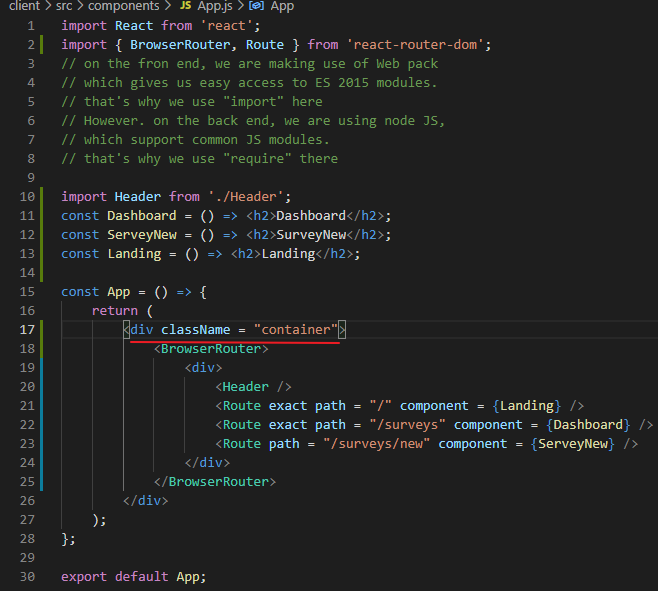 client > src > components > JS App.js > App
1 import React from 'react';
2 import { BrowserRouter, Route } from 'react-router-dom';
3 // on the fron end, we are making use of Web pack
4 // which gives us easy access to ES 2015 modules.
5 // that's why we use "import" here
6 // However. on the back end, we are using node JS,
7 // which support common JS modules.
8 // that's why we use "require" there
9
10 import Header from './Header';
11 const Dashboard = () => <h2>Dashboard</h2>;
12 const ServeyNew = () => <h2>SurveyNew</h2>;
13 const Landing = () => <h2>Landing</h2>;
14
15 const App = () => {
16     return (
17         <div className = "container">
18             <BrowserRouter>
19                 <div>
20                     <Header />
21                     <Route exact path = "/" component = {Landing} />
22                     <Route exact path = "/surveys" component = {Dashboard} />
23                     <Route path = "/surveys/new" component = {ServeyNew} />
24                 </div>
25             </BrowserRouter>
26         </div>
27     );
28 };
29
30 export default App;